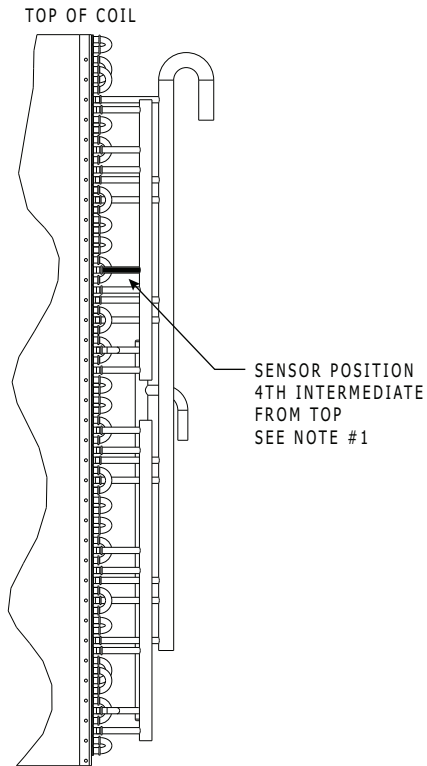 TOP OF COIL
SENSOR POSITION
4TH INTERMEDIATE
FROM TOP
SEE NOTE #1